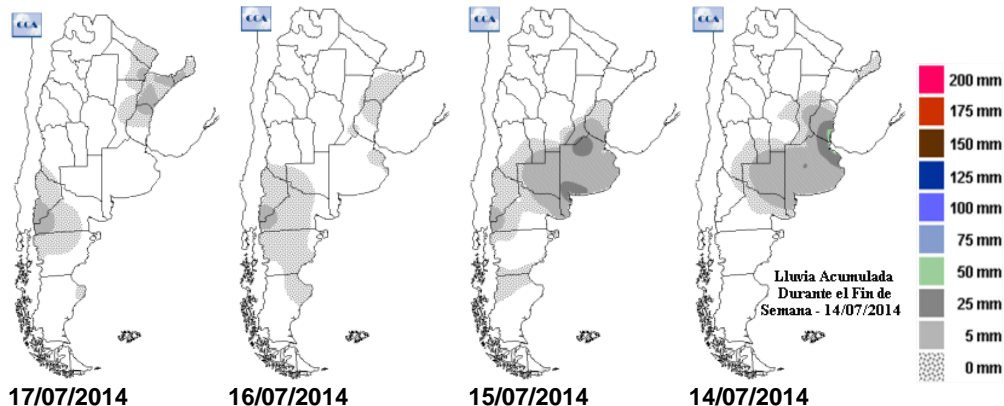 CCA
CCA
CCA
CCA
200 mm
175 mm
150 mm
125 mm
100 mm
75 mm
50 mm
25 mm
5 mm
0 mm
Lluvia Acumulada
Durante el Fin de
Semana - 14/07/2014
17/07/2014
16/07/2014
15/07/2014
14/07/2014